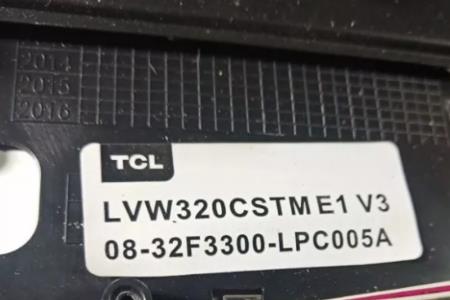 2014
2015
2016
TCL
LVW320CSTM E1 V3
08-32F3300-LPC005A